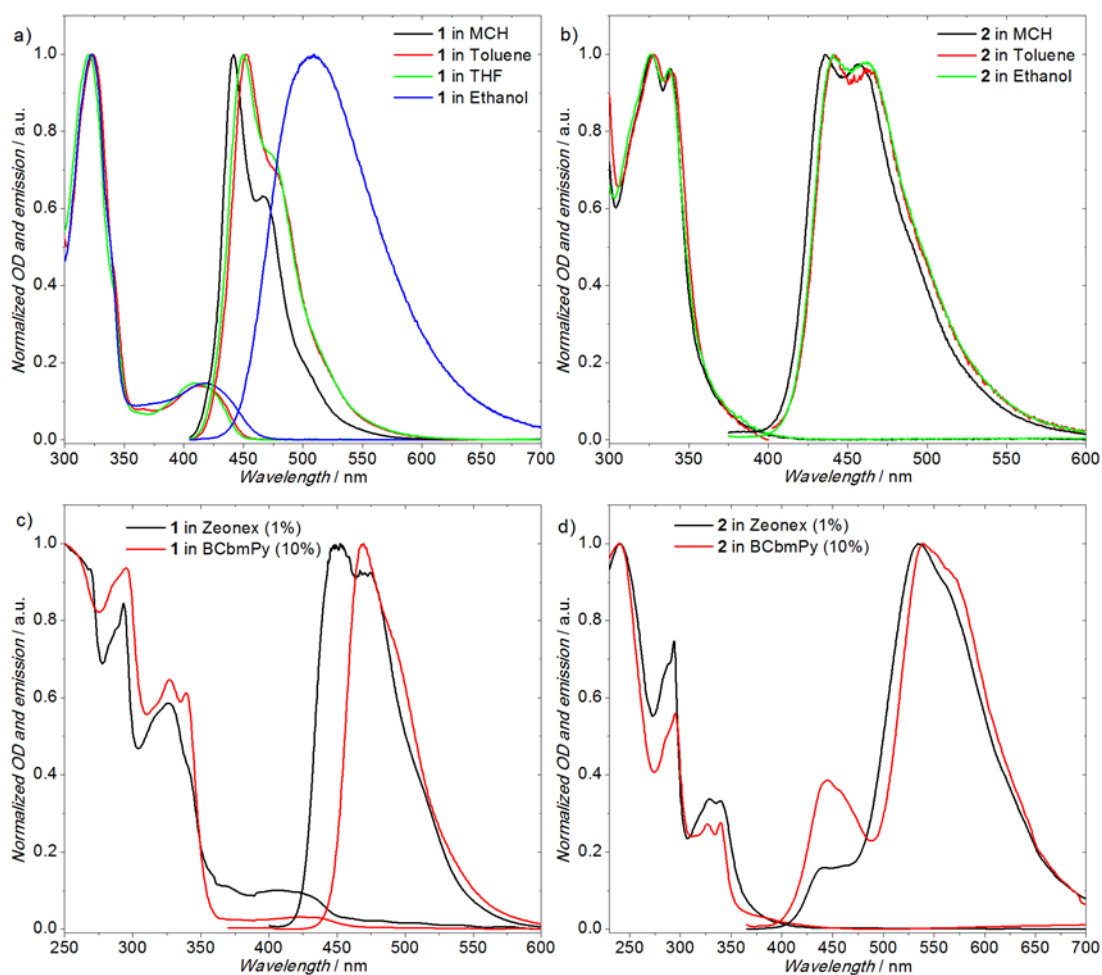 a)
1 in MCH
1 in Toluene
1 in THF
1 in Ethanol
Normalized OD and emission / a.u.
1.0
0.8
0.6
0.4
0.2
0.0
300 350 400 450 500 550 600 650 700
Wavelength / nm
b)
2 in MCH
2 in Toluene
2 in Ethanol
Normalized OD and emission / a.u.
1.0
0.8
0.6
0.4
0.2
0.0
300 350 400 450 500 550 600
Wavelength / nm
c)
1 in Zeonex (1%)
1 in BCbmPy (10%)
Normalized OD and emission / a.u.
1.0
0.8
0.6
0.4
0.2
0.0
250 300 350 400 450 500 550 600
Wavelength / nm
d)
2 in Zeonex (1%)
2 in BCbmPy (10%)
Normalized OD and emission / a.u.
1.0
0.8
0.6
0.4
0.2
0.0
250 300 350 400 450 500 550 600 650 700
Wavelength / nm